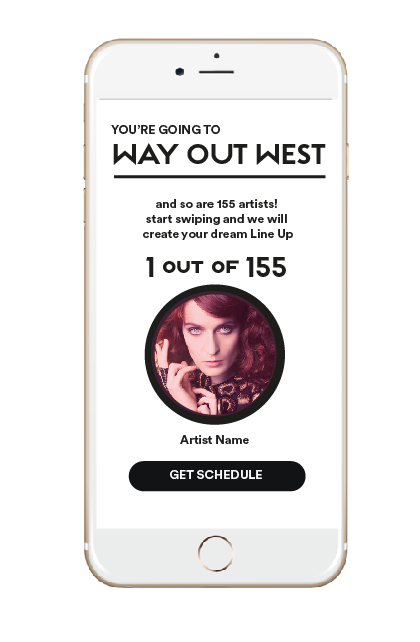 YOU'RE GOING TO
WAY OUT WEST
and so are 155 artists!
start swiping and we will
create your dream Line Up
1 OUT OF 155
Artist Name
GET SCHEDULE